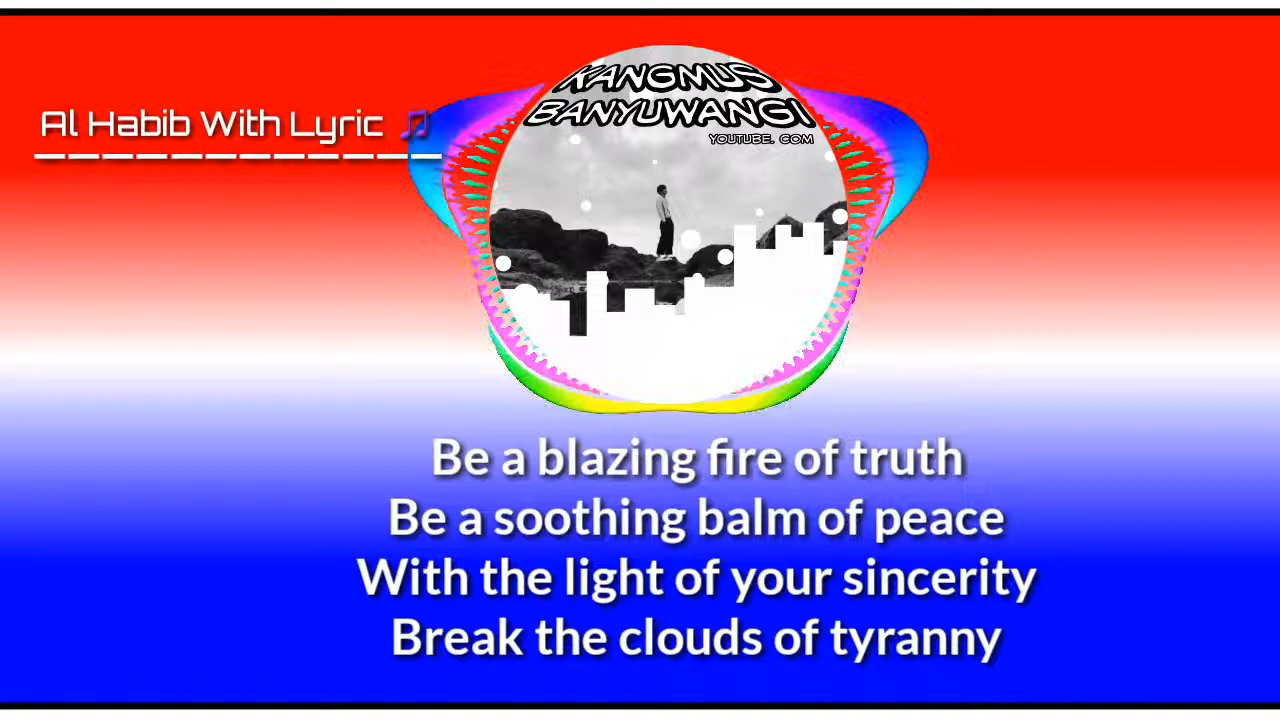 KANGMUS
BANYUWANGI
YOUTUBE. COM
Al Habib With Lyric 🎵
Be a blazing fire of truth
Be a soothing balm of peace
With the light of your sincerity
Break the clouds of tyranny